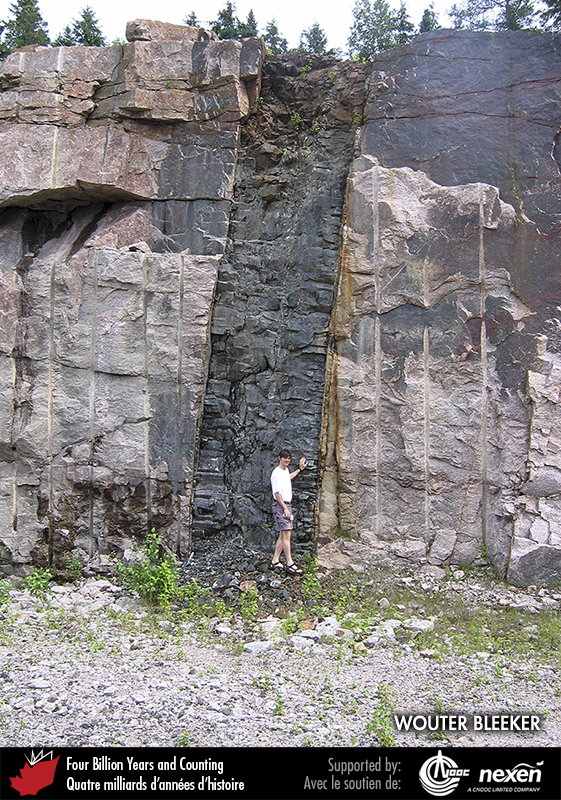 WOUTER BLEEKER
Four Billion Years and Counting
Quatre milliards d'années d'histoire
Supported by:
Avec le soutien de:
CNOOC
nexen
A CNOOC LIMITED COMPANY